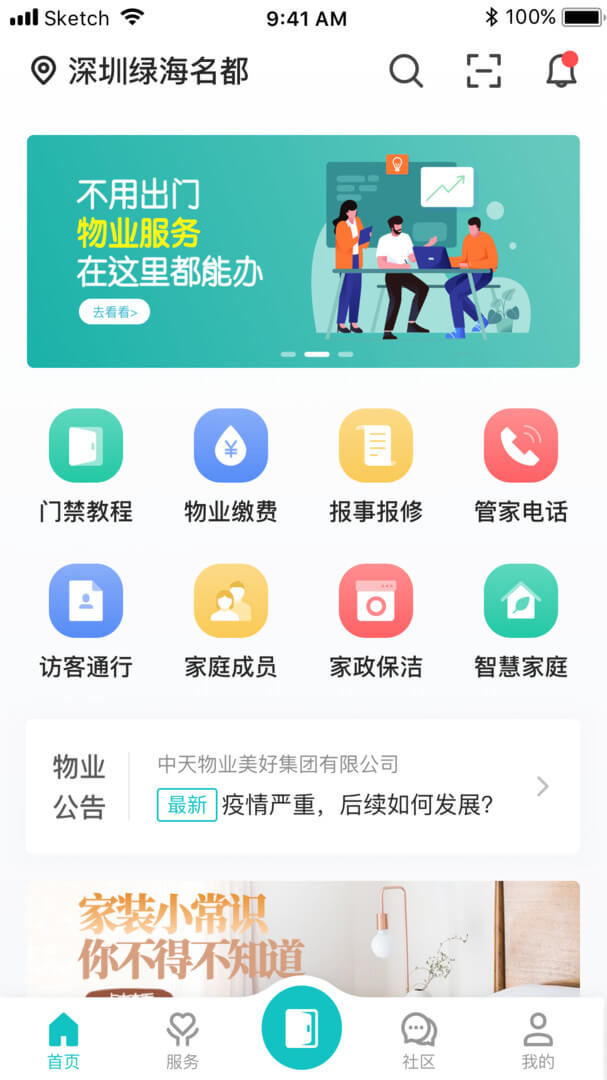 Sketch 9:41 AM 100%
深圳绿海名都
不用出门
物业服务
在这里都能办
去看看>
门禁教程 物业缴费 报事报修 管家电话
访客通行 家庭成员 家政保洁 智慧家庭
物业
公告
中天物业美好集团有限公司
最新 疫情严重，后续如何发展？
家装小常识
你不得不知道
首页 服务 社区 我的